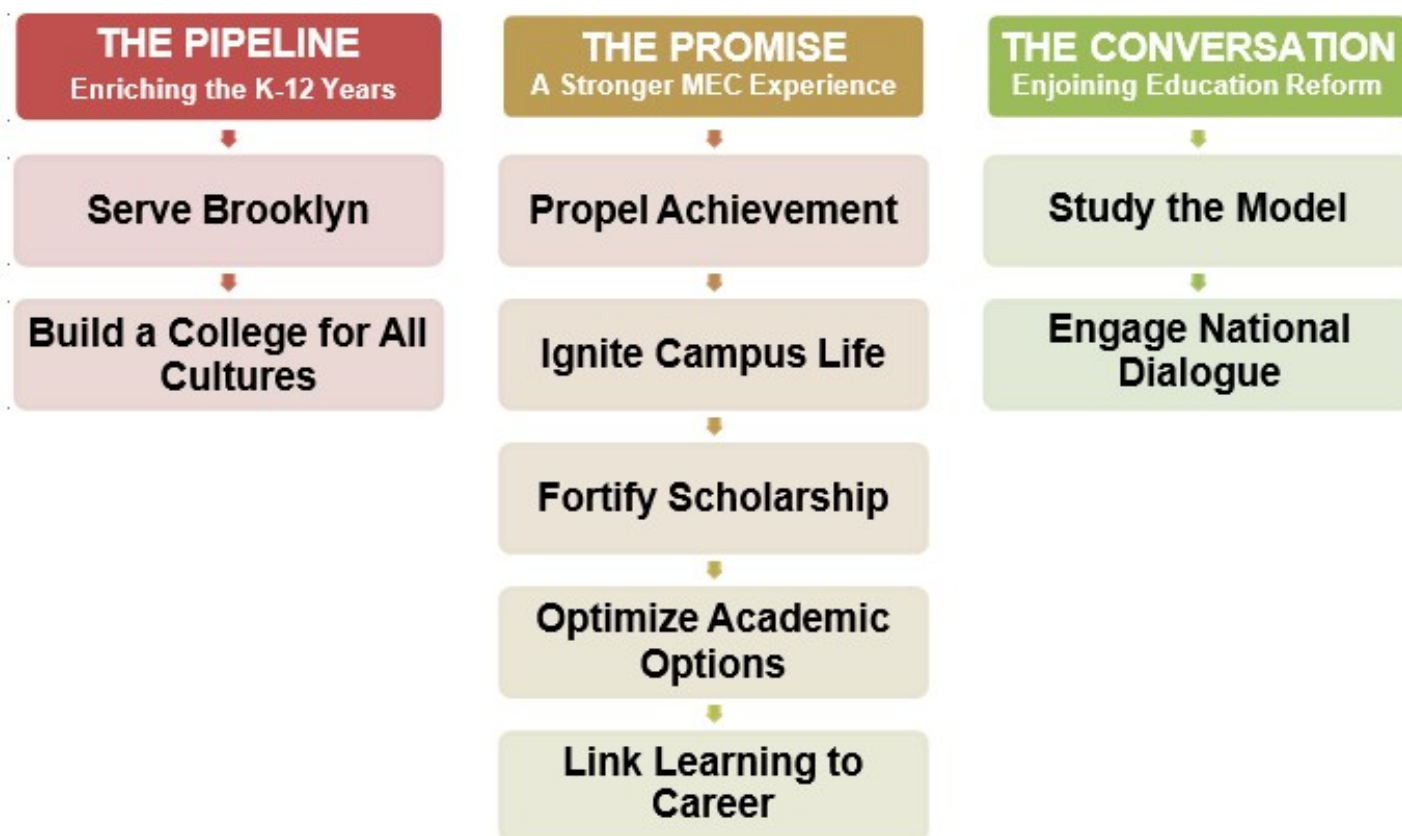 THE PIPELINE
Enriching the K-12 Years
Serve Brooklyn
Build a College for All
Cultures
THE PROMISE
A Stronger MEC Experience
Propel Achievement
Ignite Campus Life
Fortify Scholarship
Optimize Academic
Options
Link Learning to
Career
THE CONVERSATION
Enjoining Education Reform
Study the Model
Engage National
Dialogue